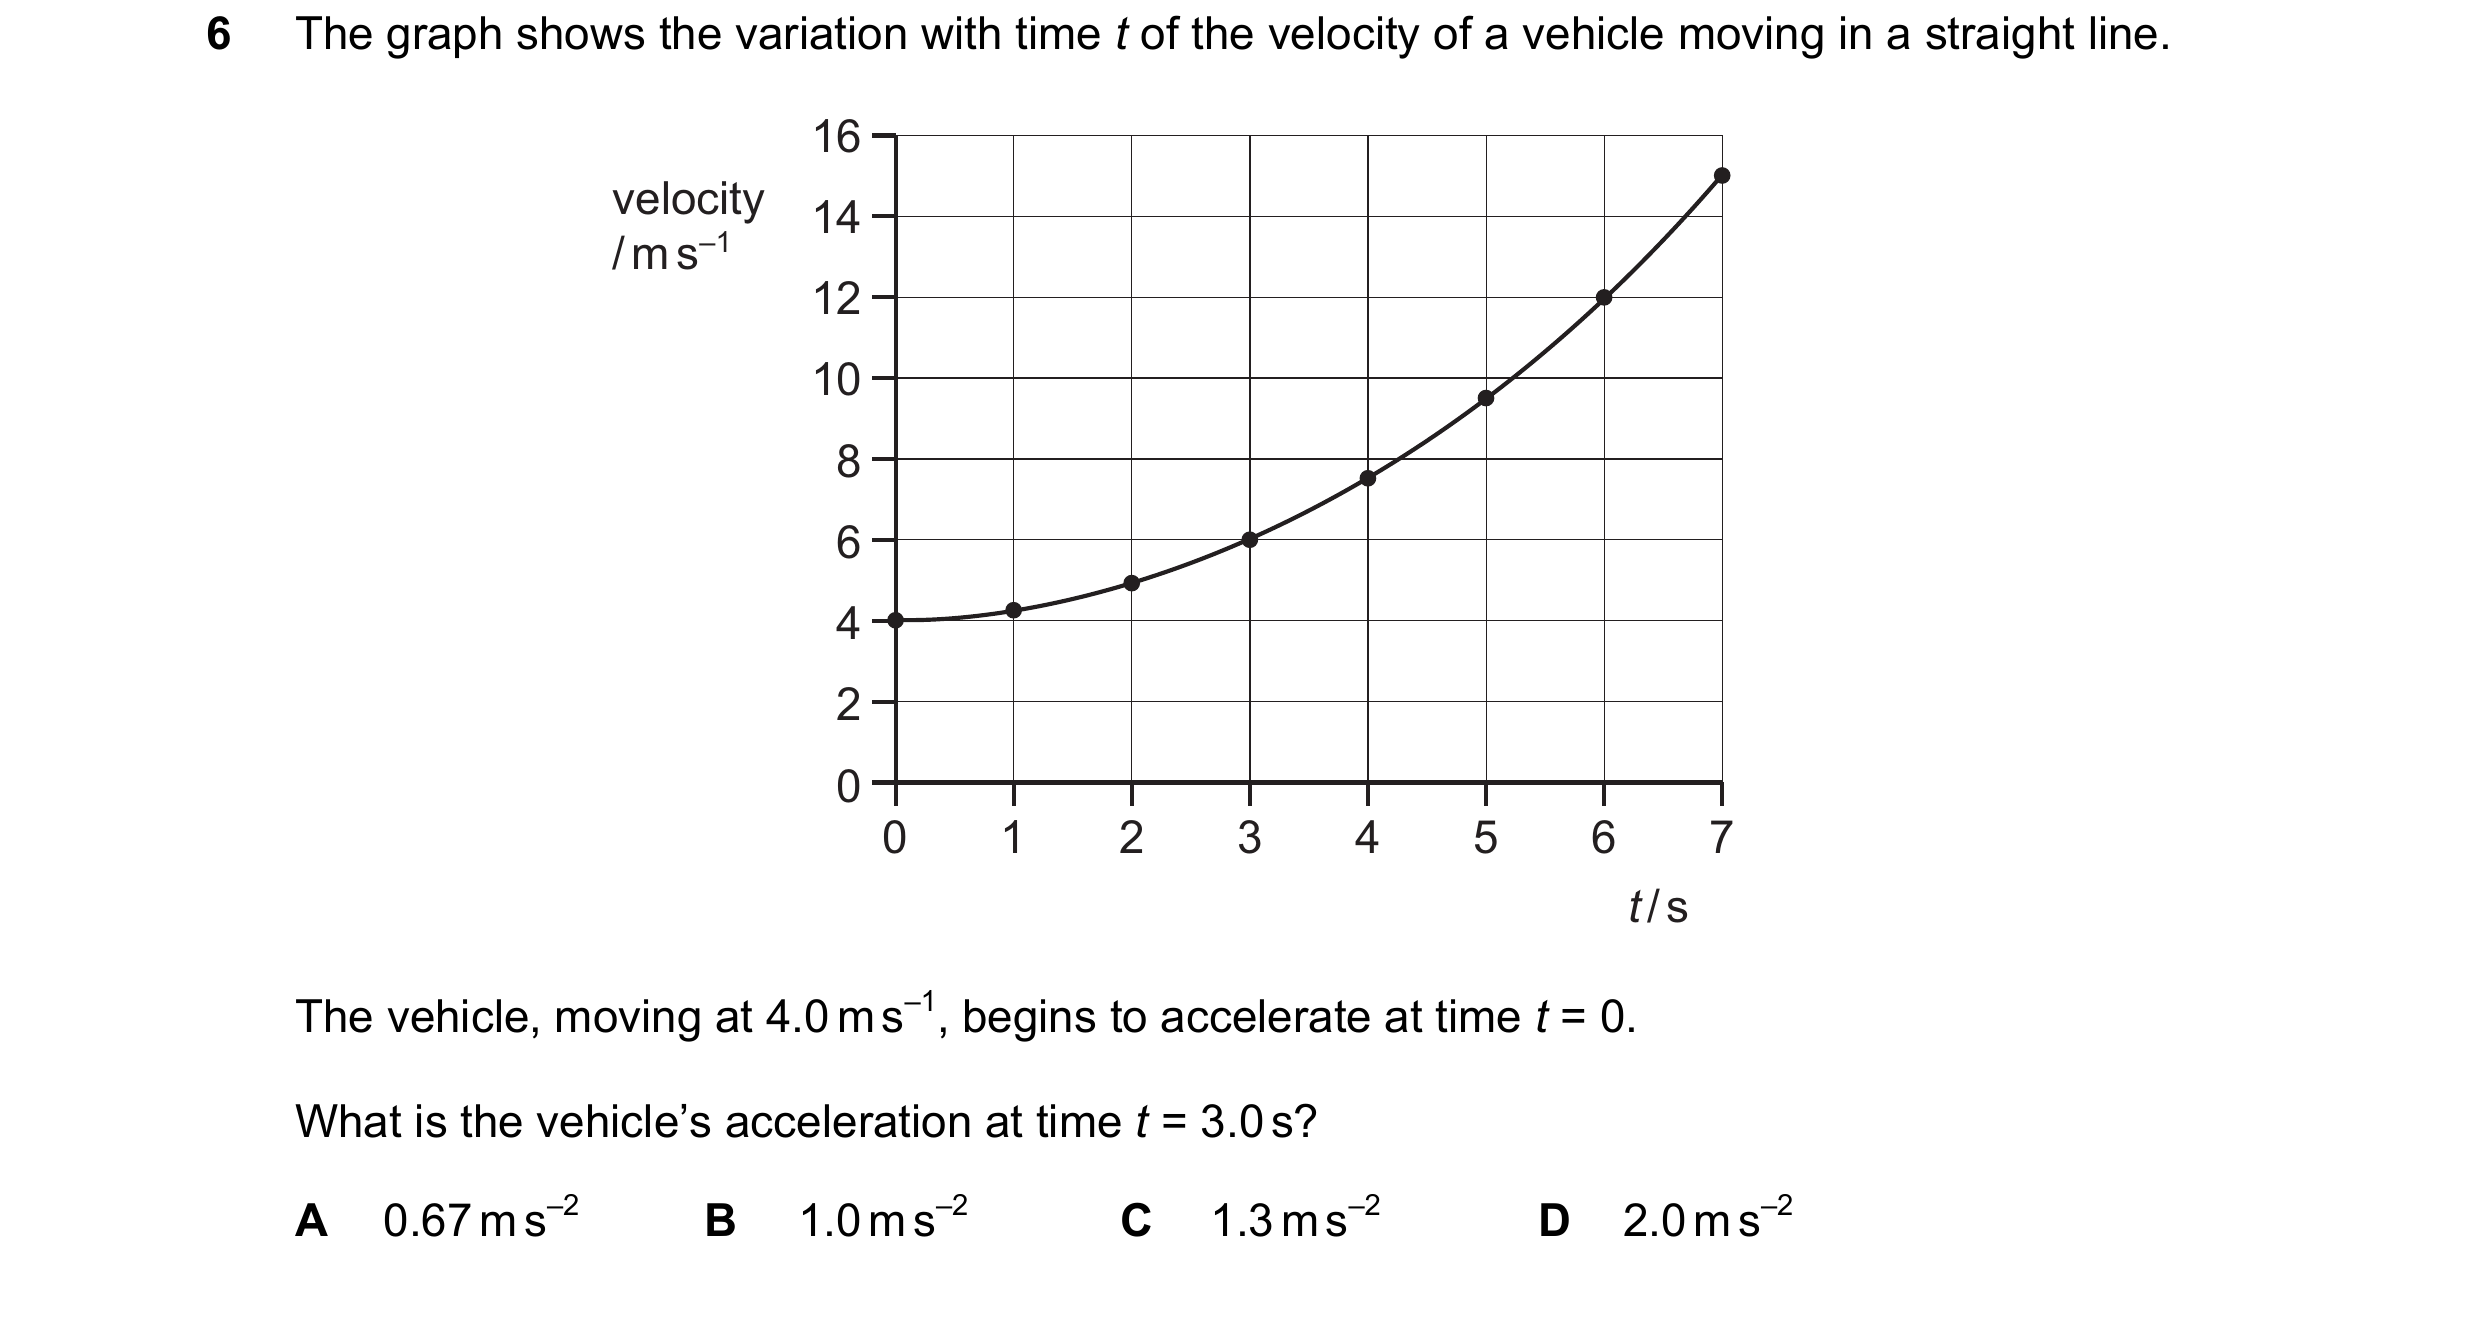 6 The graph shows the variation with time t of the velocity of a vehicle moving in a straight line.
velocity
/ m s⁻¹
16
14
12
10
8
6
4
2
0
0 1 2 3 4 5 6 7
t / s
The vehicle, moving at 4.0 m s⁻¹, begins to accelerate at time t = 0.
What is the vehicle’s acceleration at time t = 3.0 s?
A 0.67 m s⁻² B 1.0 m s⁻² C 1.3 m s⁻² D 2.0 m s⁻²